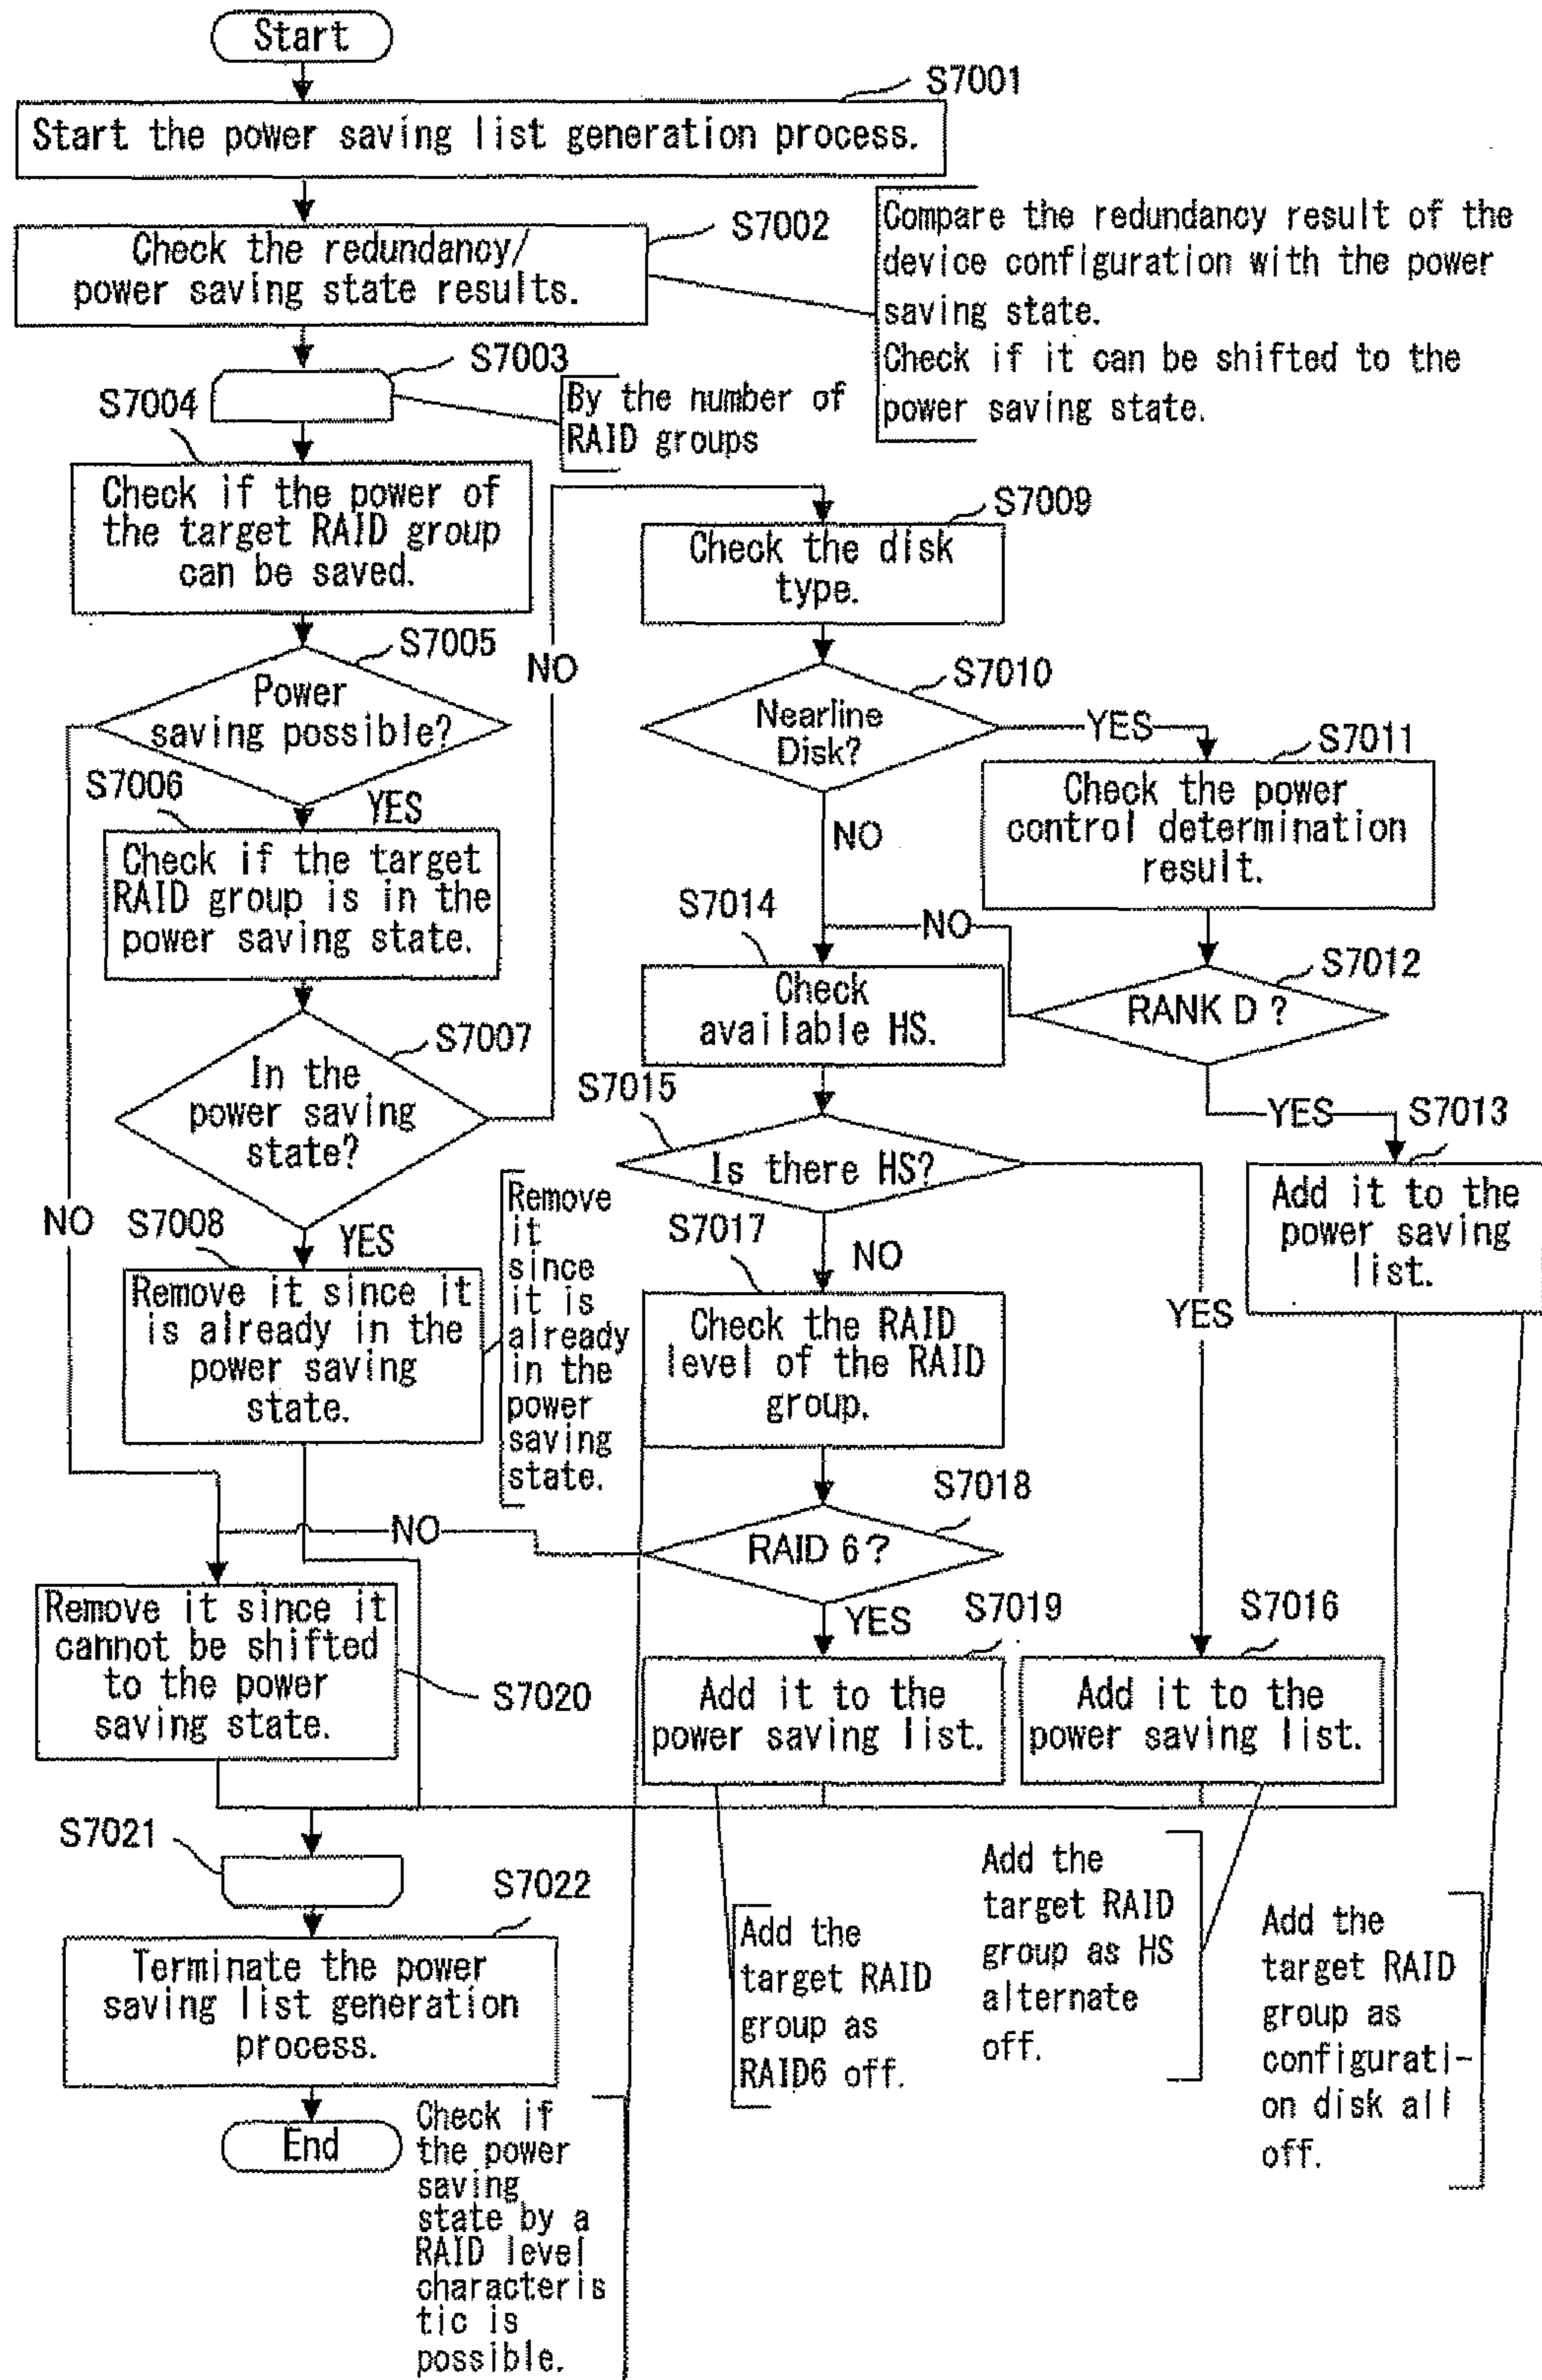 Start
S7001
Start the power saving list generation process.
S7002
Check the redundancy/
power saving state results.
Compare the redundancy result of the
device configuration with the power
saving state.
Check if it can be shifted to the
power saving state.
S7003
By the number of
RAID groups
S7004
Check if the power of
the target RAID group
can be saved.
S7005
Power
saving possible?
NO
YES
S7006
Check if the target
RAID group is in the
power saving state.
S7007
In the
power saving
state?
NO
YES
S7008
Remove it since it
is already in the
power saving
state.
Remove
it
since
it is
already
in the
power
saving
state.
S7009
Check the disk
type.
S7010
Nearline
Disk?
YES
NO
S7011
Check the power
control determination
result.
S7012
RANK D ?
NO
YES
S7013
Add it to the
power saving
list.
S7014
Check
available HS.
S7015
Is there HS?
YES
NO
S7017
Check the RAID
level of the RAID
group.
S7018
RAID 6 ?
NO
YES
S7019
Add it to the
power saving list.
S7016
Add it to the
power saving list.
Remove it since it
cannot be shifted
to the power
saving state.
S7020
S7021
S7022
Terminate the power
saving list generation
process.
End
Check if
the power
saving
state by a
RAID level
characteris
tic is
possible.
Add the
target RAID
group as
RAID6 off.
Add the
target RAID
group as HS
alternate
off.
Add the
target RAID
group as
configurati-
on disk all
off.